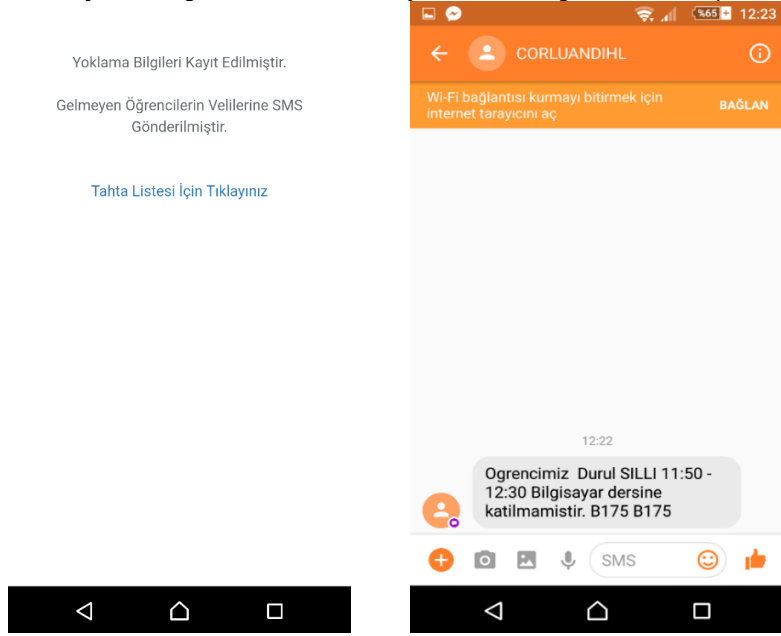 Yoklama Bilgileri Kayıt Edilmiştir.
Gelmeyen Öğrencilerin Velilerine SMS
Gönderilmiştir.
Tahta Listesi İçin Tıklayınız
%65
12:23
CORLUANDIHL
Wi-Fi bağlantısı kurmayı bitirmek için
internet tarayıcını aç
BAĞLAN
12:22
Ogrencimiz Durul SILLI 11:50 -
12:30 Bilgisayar dersine
katilmamistir. B175 B175
SMS